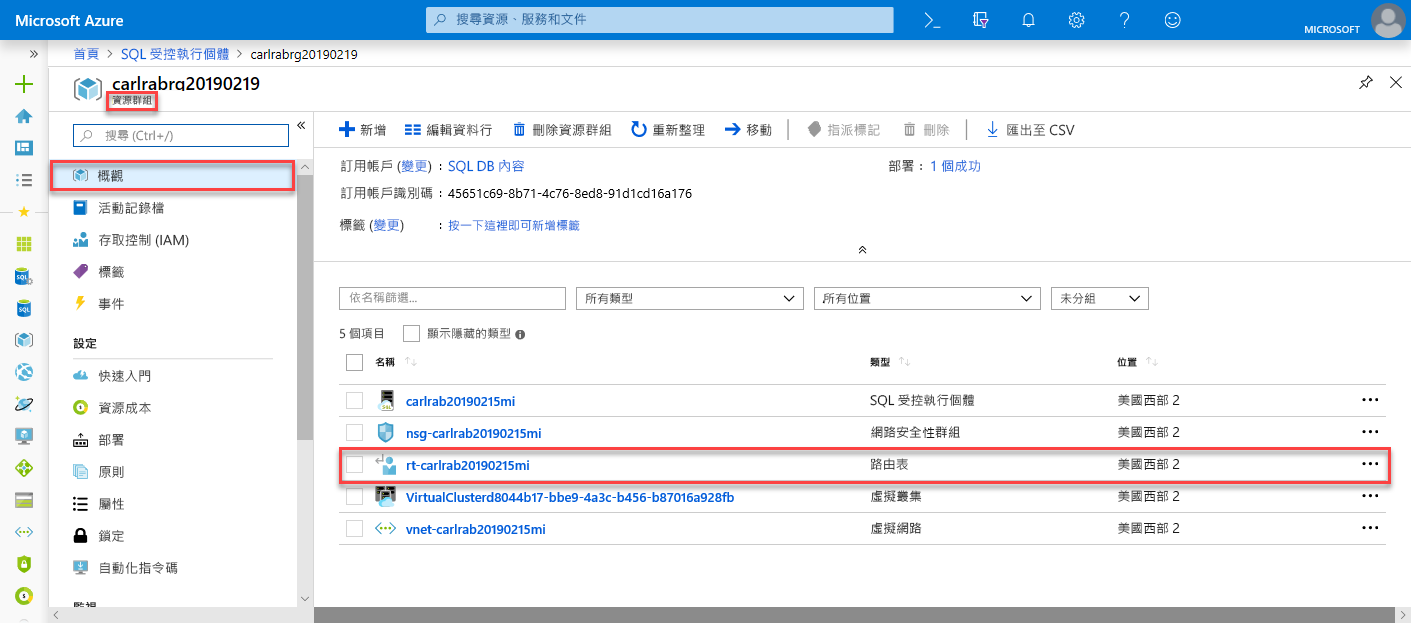 Microsoft Azure
搜尋資源、服務和文件
MICROSOFT
首頁 > SQL 受控執行個體 > carlrabrg20190219
carlrabrg20190219
資源群組
搜尋 (Ctrl+/)
概觀
活動記錄檔
存取控制 (IAM)
標籤
事件
設定
快速入門
資源成本
部署
原則
屬性
鎖定
自動化指令碼
監視
新增
編輯資料行
刪除資源群組
重新整理
移動
指派標記
刪除
匯出至 CSV
訂用帳戶 (變更) : SQL DB 內容
部署 : 1 個成功
訂用帳戶識別碼 : 45651c69-8b71-4c76-8ed8-91d1cd16a176
標籤 (變更) : 按一下這裡即可新增標籤
依名稱篩選...
所有類型
所有位置
未分組
5 個項目
顯示隱藏的類型
名稱 類型 位置
carlrab20190215mi SQL 受控執行個體 美國西部 2
nsg-carlrab20190215mi 網路安全性群組 美國西部 2
rt-carlrab20190215mi 路由表 美國西部 2
VirtualClusterd8044b17-bbe9-4a3c-b456-b87016a928fb 虛擬叢集 美國西部 2
vnet-carlrab20190215mi 虛擬網路 美國西部 2